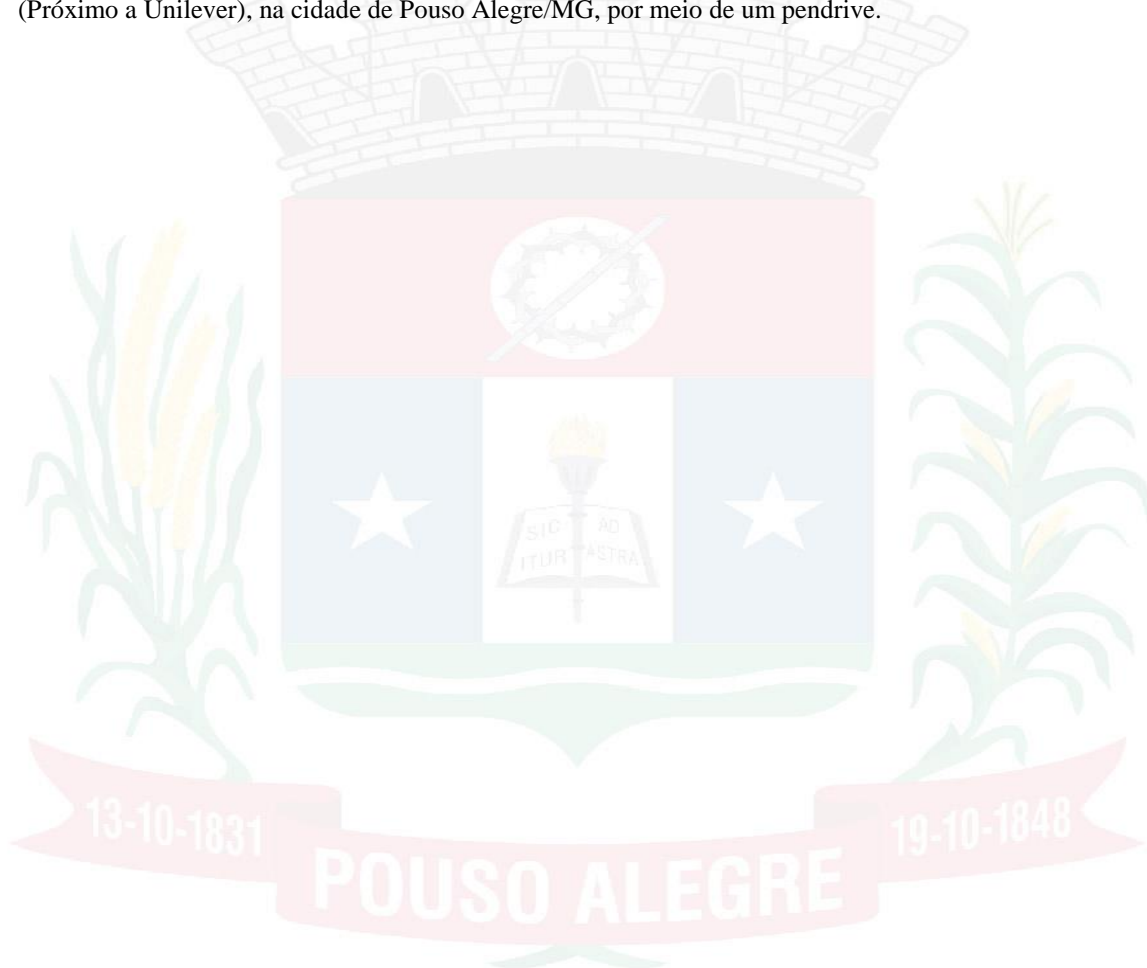 (Próximo a Unilever), na cidade de Pouso Alegre/MG, por meio de um pendrive.
SIC AD
ITUR ASTRA
13-10-1831
19-10-1848
POUSO ALEGRE